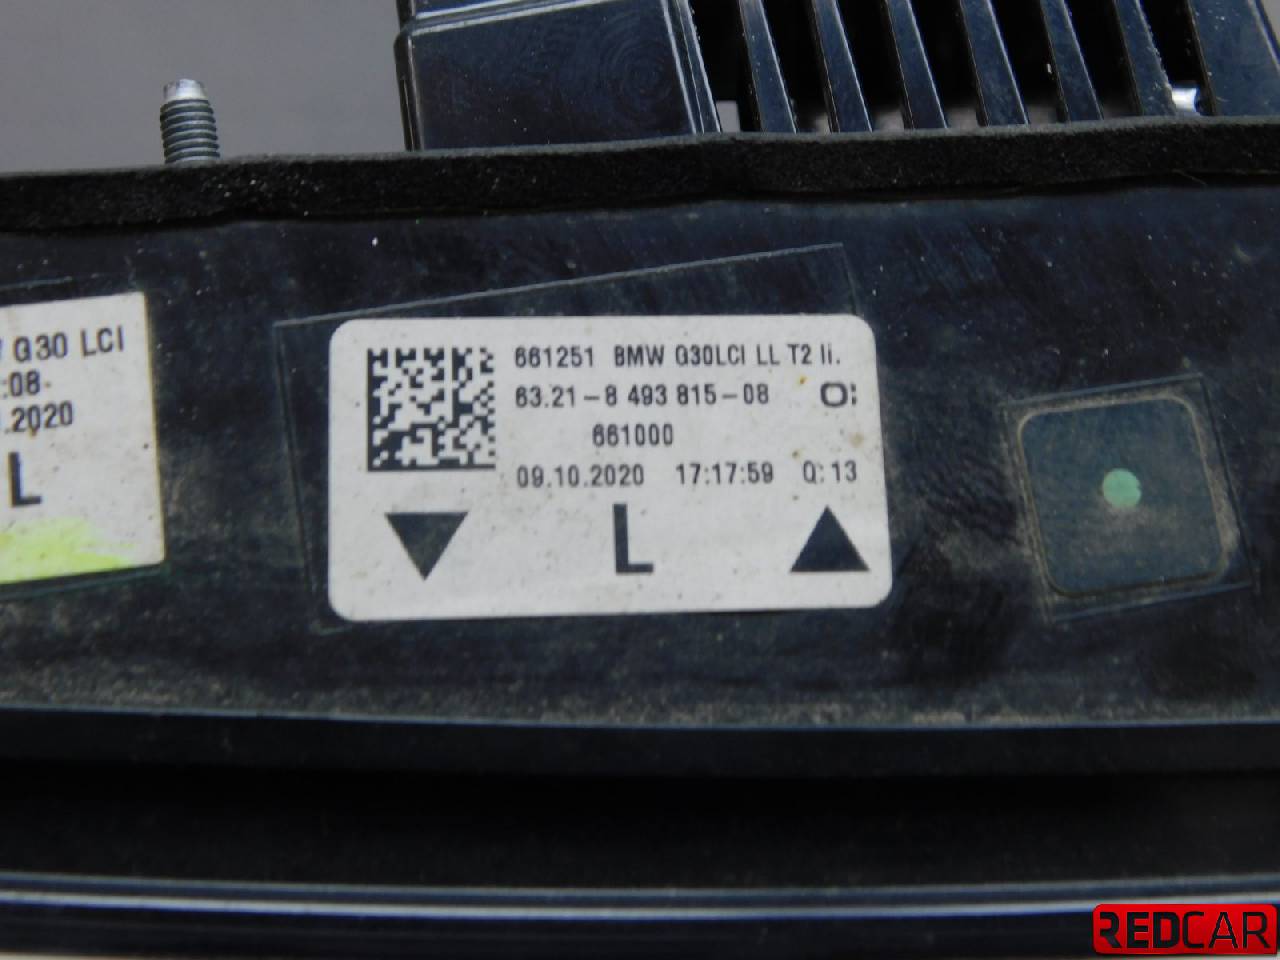 G30 LCI
:08
.2020
L
661251 BMW G30LCI LL T2 li.
63.21-8 493 815-08 O:
661000
09.10.2020 17:17:59 Q:13
L
REDCAR